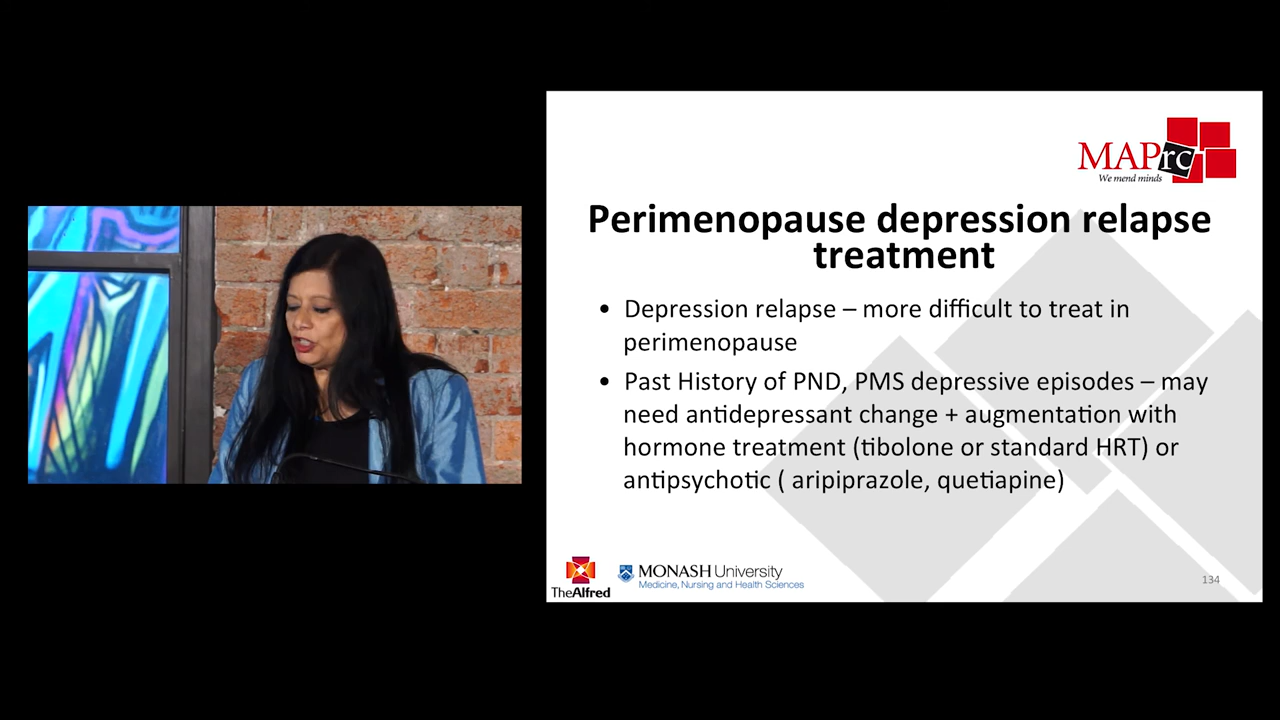 MAPrc
We mend minds
Perimenopause depression relapse
treatment
• Depression relapse – more difficult to treat in
perimenopause
• Past History of PND, PMS depressive episodes – may
need antidepressant change + augmentation with
hormone treatment (tibolone or standard HRT) or
antipsychotic ( aripiprazole, quetiapine)
TheAlfred
MONASH University
Medicine, Nursing and Health Sciences
134